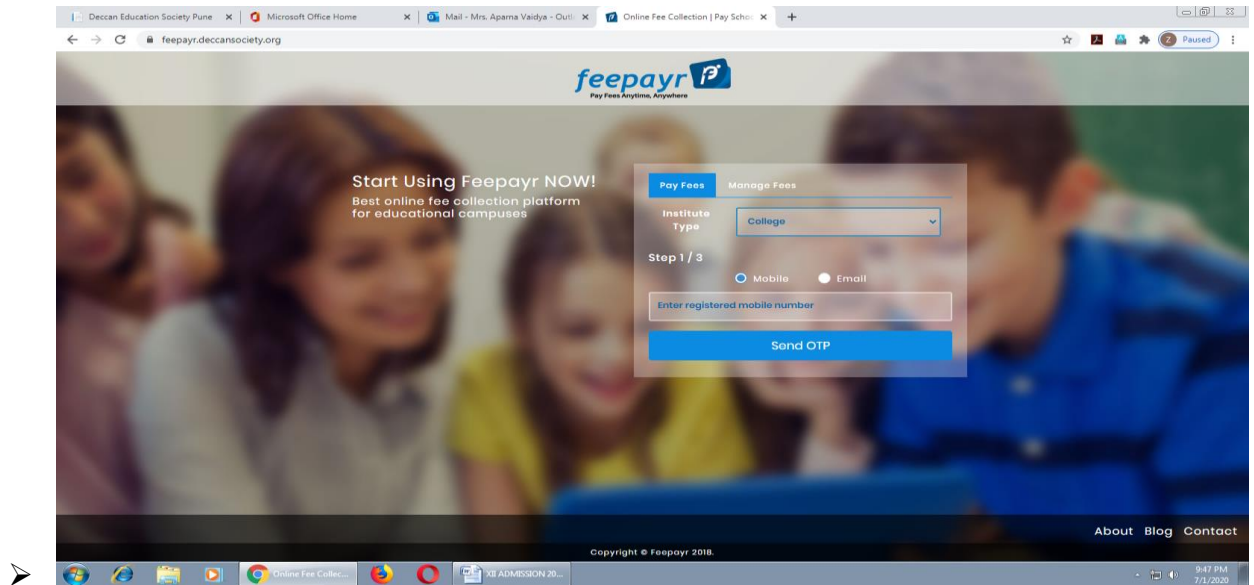 Deccan Education Society Pune
Microsoft Office Home
Mail - Mrs. Aparna Vaidya - Outl
Online Fee Collection | Pay Schoo
feepayr.deccansociety.org
Z Paused
feepayr
Pay Fees Anytime, Anywhere
Start Using Feepayr NOW!
Best online fee collection platform
for educational campuses
Pay Fees
Manage Fees
Institute
Type
College
Step 1 / 3
Mobile
Email
Enter registered mobile number
Send OTP
About Blog Contact
Copyright © Feepayr 2018.
Online Fee Collec...
XII ADMISSION 20...
9:47 PM
7/1/2020